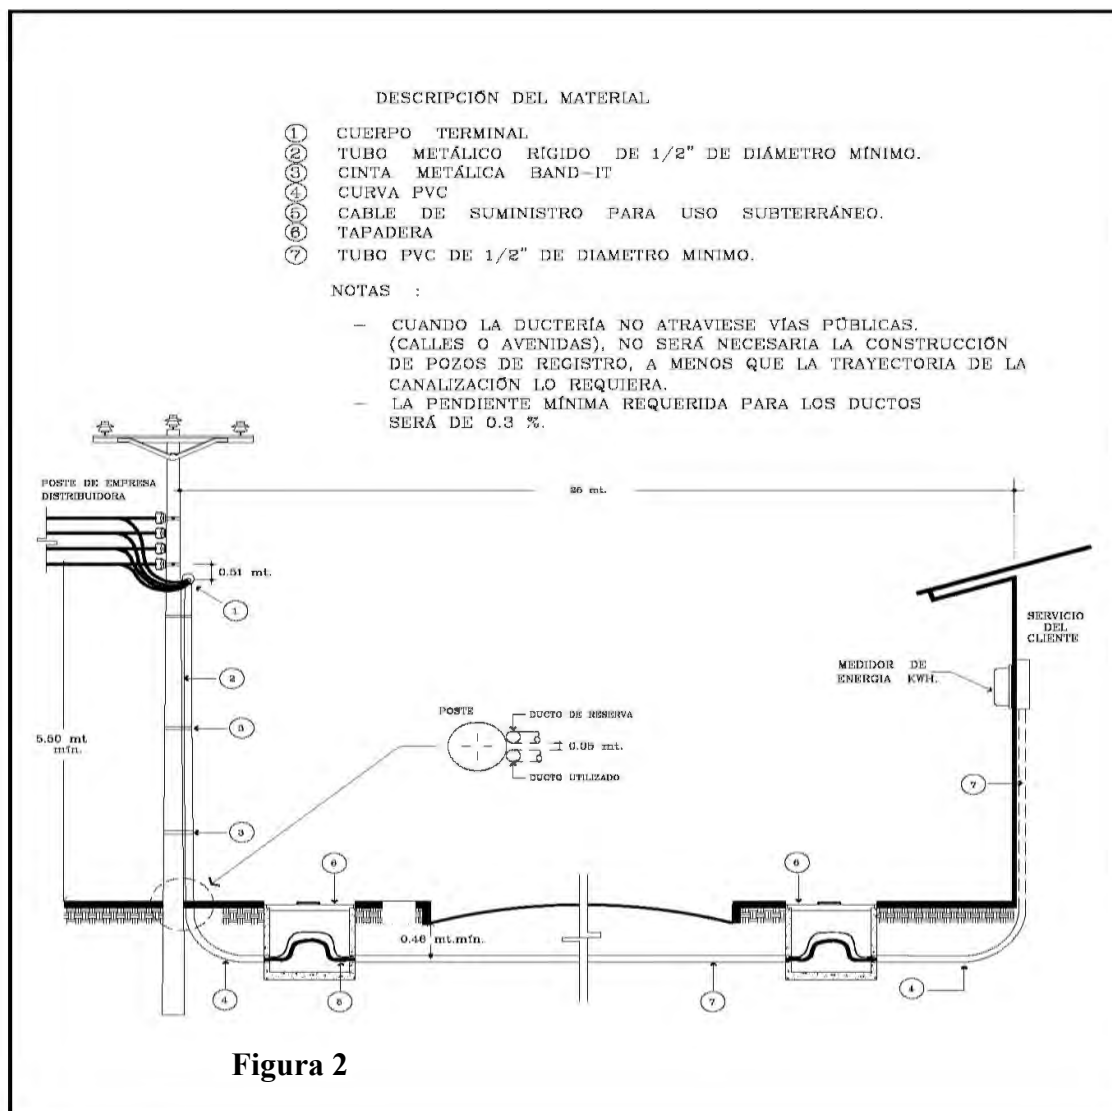 DESCRIPCIÓN DEL MATERIAL
1 CUERPO TERMINAL
2 TUBO METÁLICO RÍGIDO DE 1/2" DE DIÁMETRO MÍNIMO.
3 CINTA METÁLICA BAND-IT
4 CURVA PVC
5 CABLE DE SUMINISTRO PARA USO SUBTERRÁNEO.
6 TAPADERA
7 TUBO PVC DE 1/2" DE DIAMETRO MINIMO.
NOTAS :
— CUANDO LA DUCTERÍA NO ATRAVIESE VÍAS PÚBLICAS.
(CALLES O AVENIDAS), NO SERÁ NECESARIA LA CONSTRUCCIÓN
DE POZOS DE REGISTRO, A MENOS QUE LA TRAYECTORIA DE LA
CANALIZACIÓN LO REQUIERA.
— LA PENDIENTE MÍNIMA REQUERIDA PARA LOS DUCTOS
SERÁ DE 0.3 %.
POSTE DE EMPRESA
DISTRIBUIDORA
25 mt.
0.51 mt.
1
SERVICIO
DEL
CLIENTE
MEDIDOR DE
ENERGIA KWH.
2
POSTE
DUCTO DE RESERVA
3
0.05 mt.
5.50 mt
mín.
DUCTO UTILIZADO
7
3
6
6
0.46 mt.mín.
4
5
7
4
Figura 2